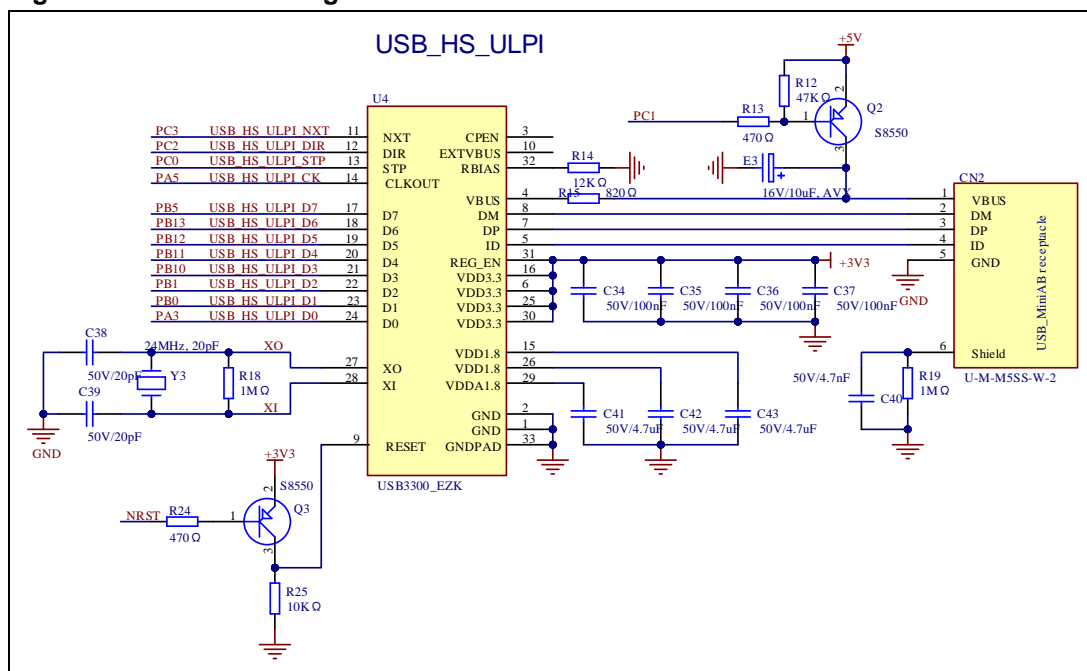 USB_HS_ULPI
+5V
U4
R12
47KΩ
2
Q2
PC1
R13
470Ω
1
S8550
3
PC3 USB_HS_ULPI_NXT 11 NXT
PC2 USB_HS_ULPI_DIR 12 DIR
PC0 USB_HS_ULPI_STP 13 STP
PA5 USB_HS_ULPI_CK 14 CLKOUT
CPEN 3
EXTVBUS 10
RBIAS 32
R14
12KΩ
E3
16V/10uF, AVX
VBUS 4
R15 820Ω
DM 8
DP 7
ID 5
REG_EN 31
VDD3.3 16
VDD3.3 6
VDD3.3 25
VDD3.3 30
PB5 USB_HS_ULPI_D7 17 D7
PB13 USB_HS_ULPI_D6 18 D6
PB12 USB_HS_ULPI_D5 19 D5
PB11 USB_HS_ULPI_D4 20 D4
PB10 USB_HS_ULPI_D3 21 D3
PB1 USB_HS_ULPI_D2 22 D2
PB0 USB_HS_ULPI_D1 23 D1
PA3 USB_HS_ULPI_D0 24 D0
CN2
1 VBUS
2 DM
3 DP
4 ID
5 GND
GND
USB_MiniAB receptacle
6 Shield
U-M-M5SS-W-2
+3V3
C34
50V/100nF
C35
50V/100nF
C36
50V/100nF
C37
50V/100nF
C38
50V/20pF
24MHz, 20pF
Y3
C39
50V/20pF
GND
XO
R18
1MΩ
XI
27 XO
28 XI
VDD1.8 15
VDD1.8 26
VDDA1.8 29
GND 2
GND 1
GNDPAD 33
C41
50V/4.7uF
C42
50V/4.7uF
C43
50V/4.7uF
50V/4.7nF
C40
R19
1MΩ
9 RESET
USB3300_EZK
+3V3
2
S8550
Q3
NRST
R24
470Ω
1
3
R25
10KΩ